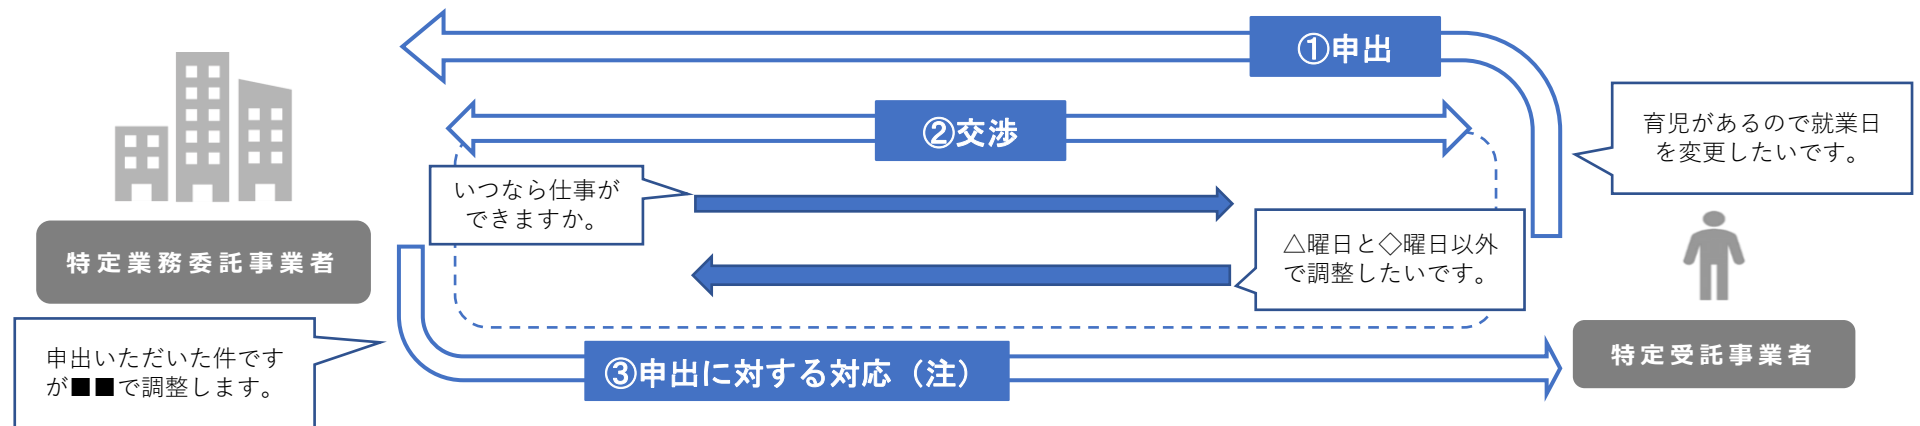 ①申出
②交渉
育児があるので就業日
を変更したいです。
いつなら仕事が
できますか。
△曜日と◇曜日以外
で調整したいです。
特定業務委託事業者
申出いただいた件です
が■■で調整します。
③申出に対する対応（注）
特定受託事業者